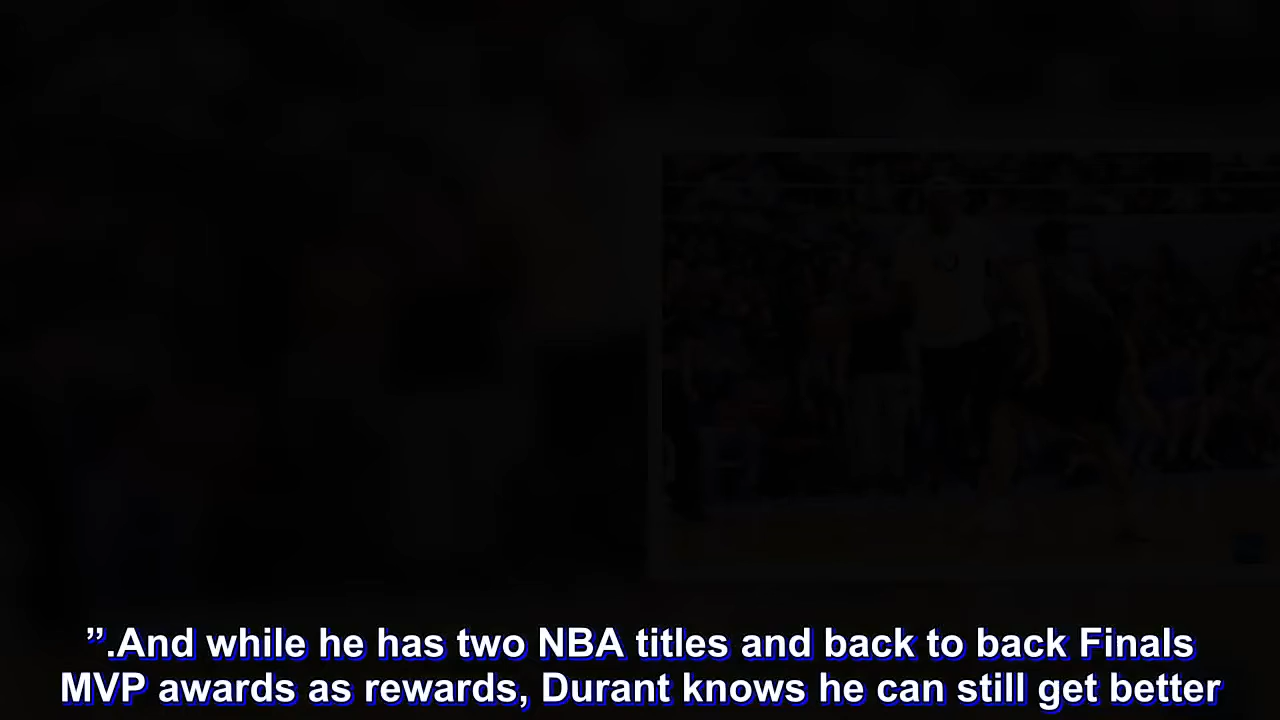 ”.And while he has two NBA titles and back to back Finals
MVP awards as rewards, Durant knows he can still get better